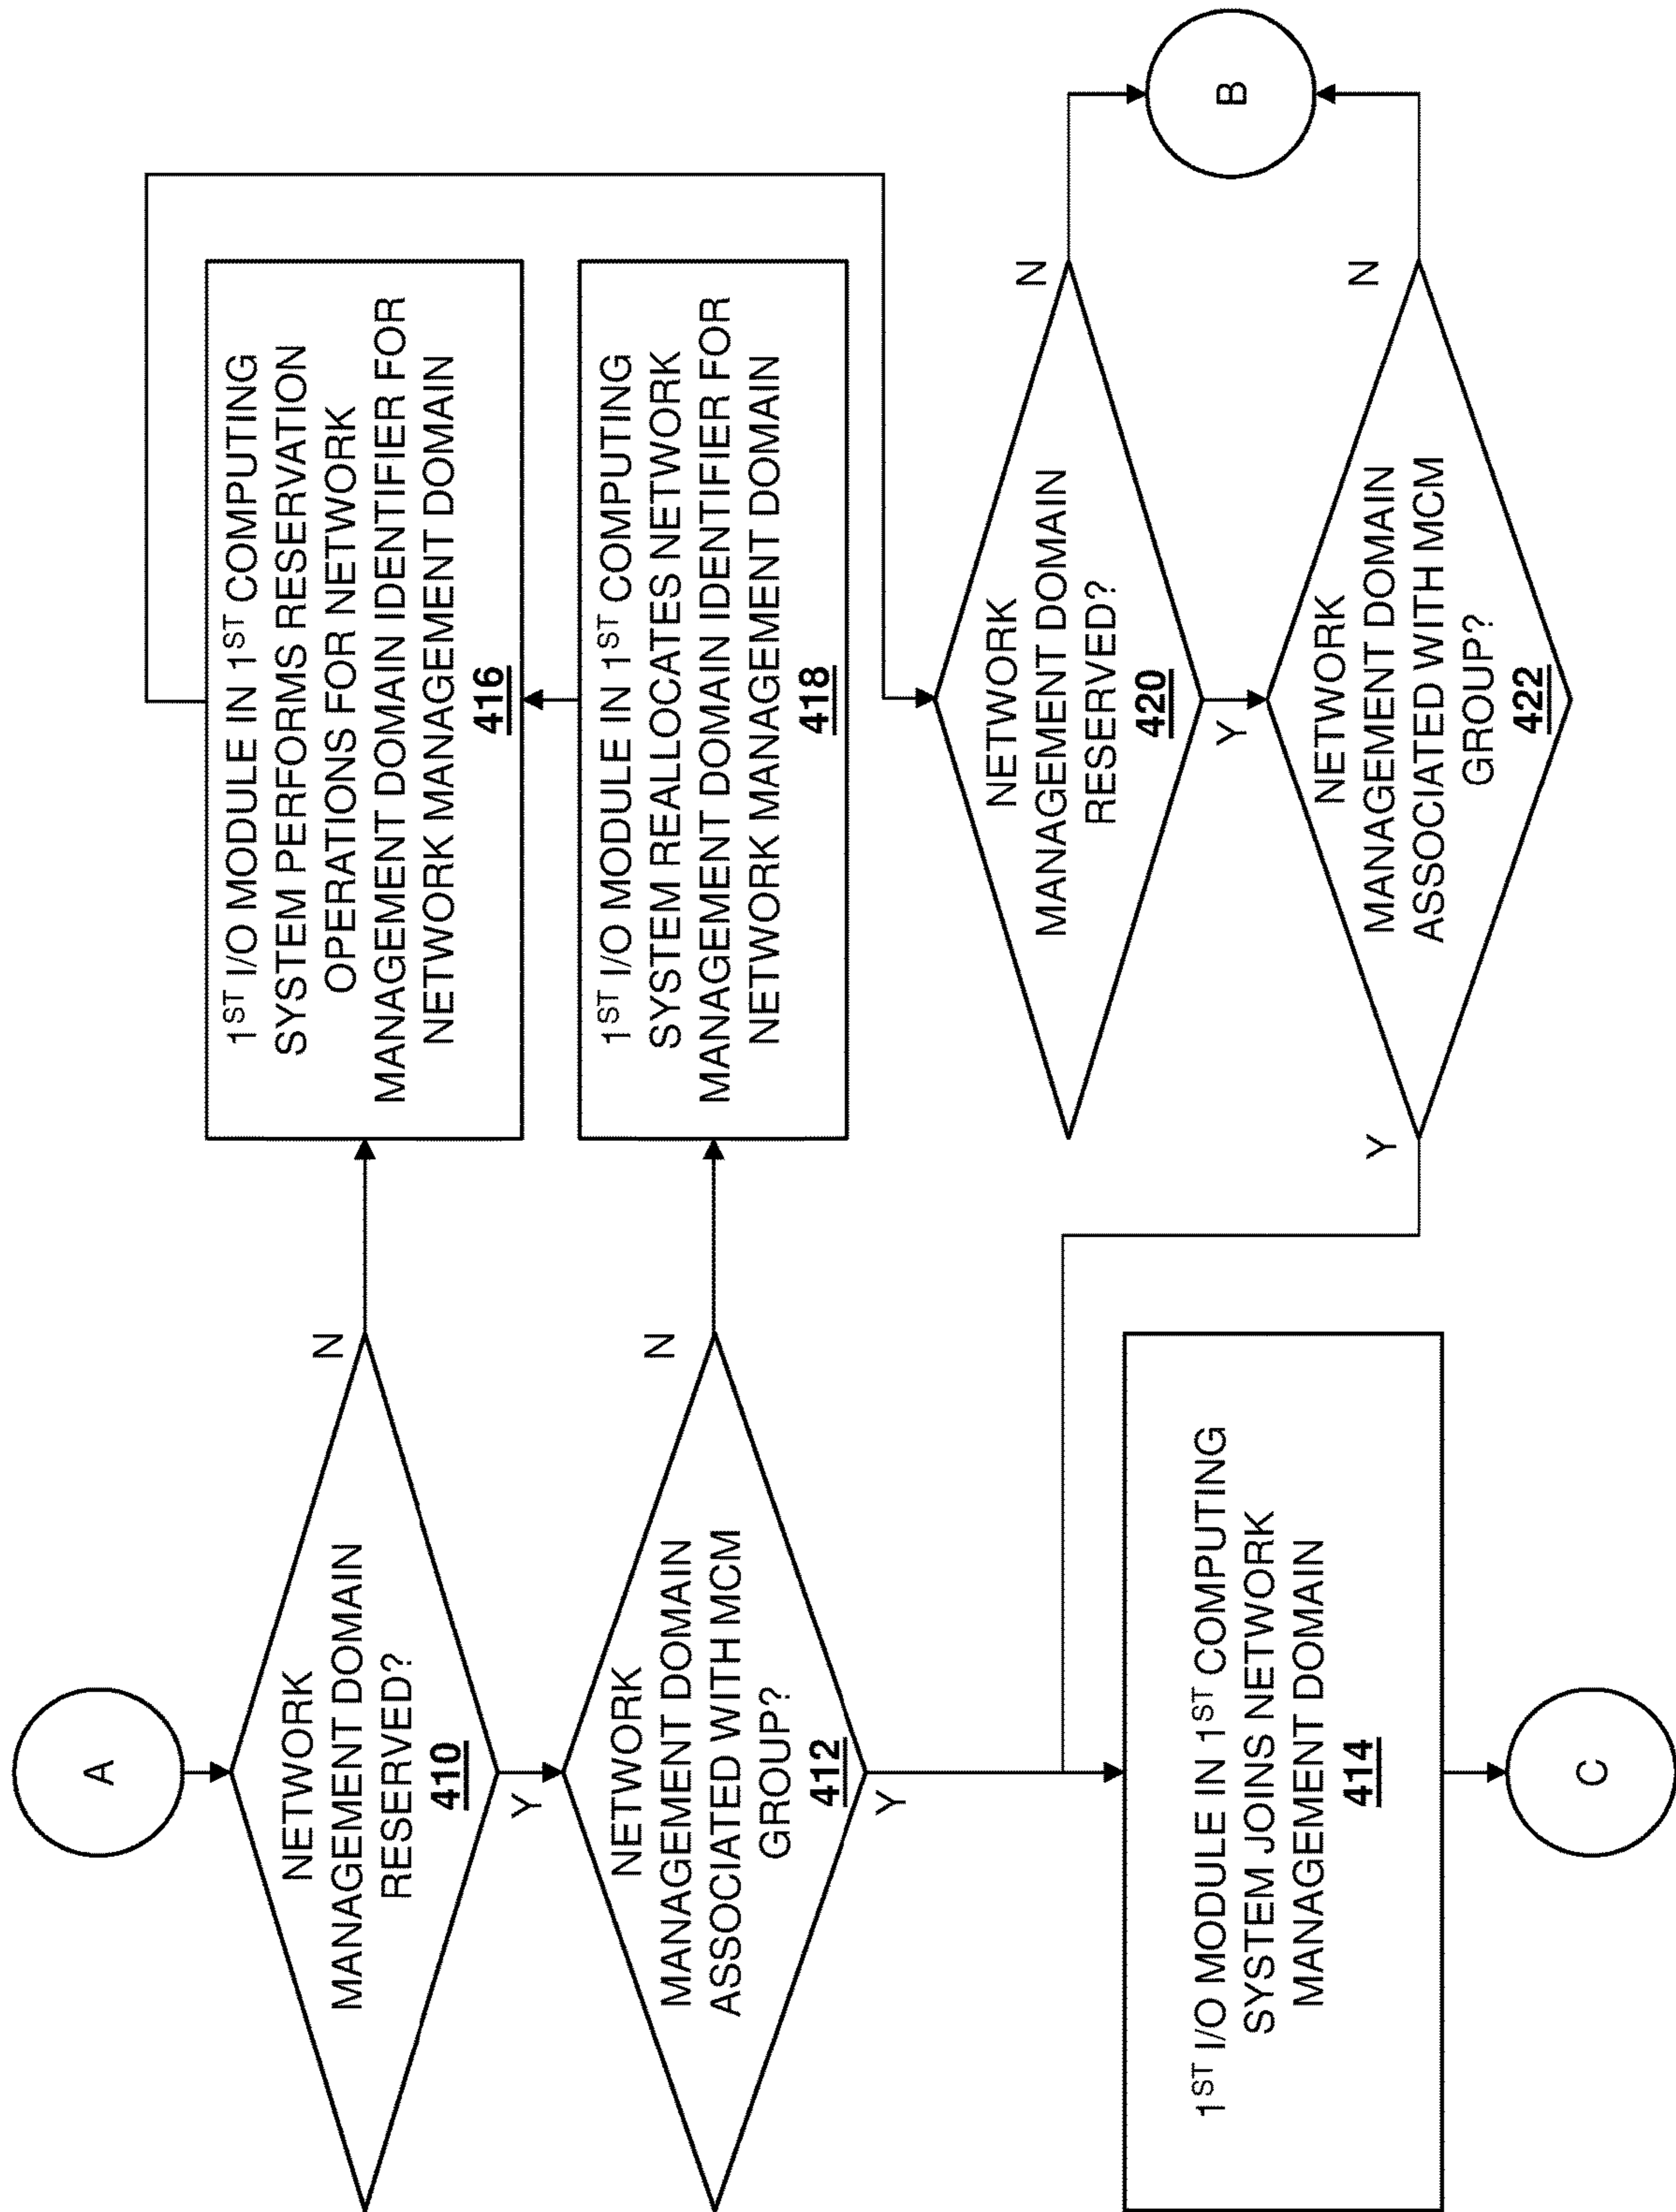 A
NETWORK
MANAGEMENT DOMAIN
RESERVED?
410
N
Y
NETWORK
MANAGEMENT DOMAIN
ASSOCIATED WITH MCM
GROUP?
412
N
Y
1ST I/O MODULE IN 1ST COMPUTING
SYSTEM JOINS NETWORK
MANAGEMENT DOMAIN
414
C
1ST I/O MODULE IN 1ST COMPUTING
SYSTEM PERFORMS RESERVATION
OPERATIONS FOR NETWORK
MANAGEMENT DOMAIN IDENTIFIER FOR
NETWORK MANAGEMENT DOMAIN
416
1ST I/O MODULE IN 1ST COMPUTING
SYSTEM REALLOCATES NETWORK
MANAGEMENT DOMAIN IDENTIFIER FOR
NETWORK MANAGEMENT DOMAIN
418
NETWORK
MANAGEMENT DOMAIN
RESERVED?
420
N
Y
NETWORK
MANAGEMENT DOMAIN
ASSOCIATED WITH MCM
GROUP?
422
Y
N
B